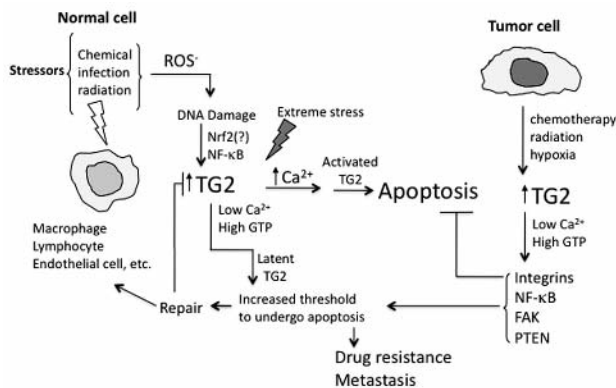 Normal cell
Stressors
Chemical
infection
radiation
ROS⁻
DNA Damage
Nrf2(?)
NF-κB
Extreme stress
↑TG2
↑Ca²⁺
Activated
TG2
Apoptosis
Low Ca²⁺
High GTP
Latent
TG2
Macrophage
Lymphocyte
Endothelial cell, etc.
Repair
Increased threshold
to undergo apoptosis
Drug resistance
Metastasis
Tumor cell
chemotherapy
radiation
hypoxia
↑TG2
Low Ca²⁺
High GTP
Integrins
NF-κB
FAK
PTEN